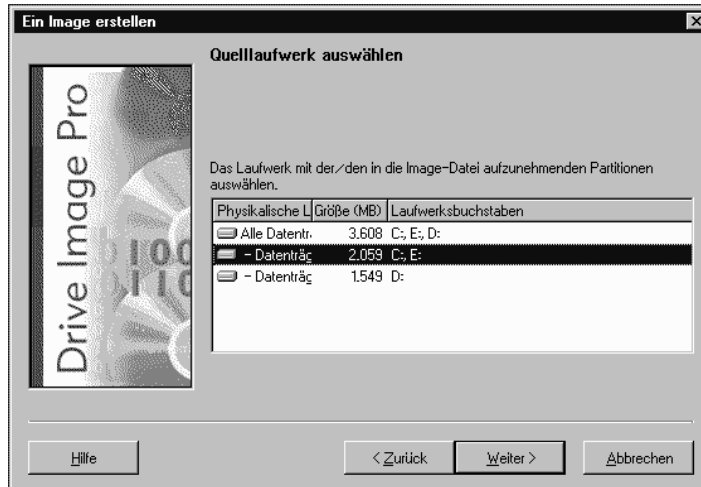 Ein Image erstellen
Drive Image Pro
Quelllaufwerk auswählen
Das Laufwerk mit der/den in die Image-Datei aufzunehmenden Partitionen
auswählen.
Physikalische L Größe (MB) Laufwerksbuchstaben
Alle Datentr. 3.608 C:, E:, D:
- Datenträg 2.059 C:, E:
- Datenträg 1.549 D:
Hilfe < Zurück Weiter > Abbrechen